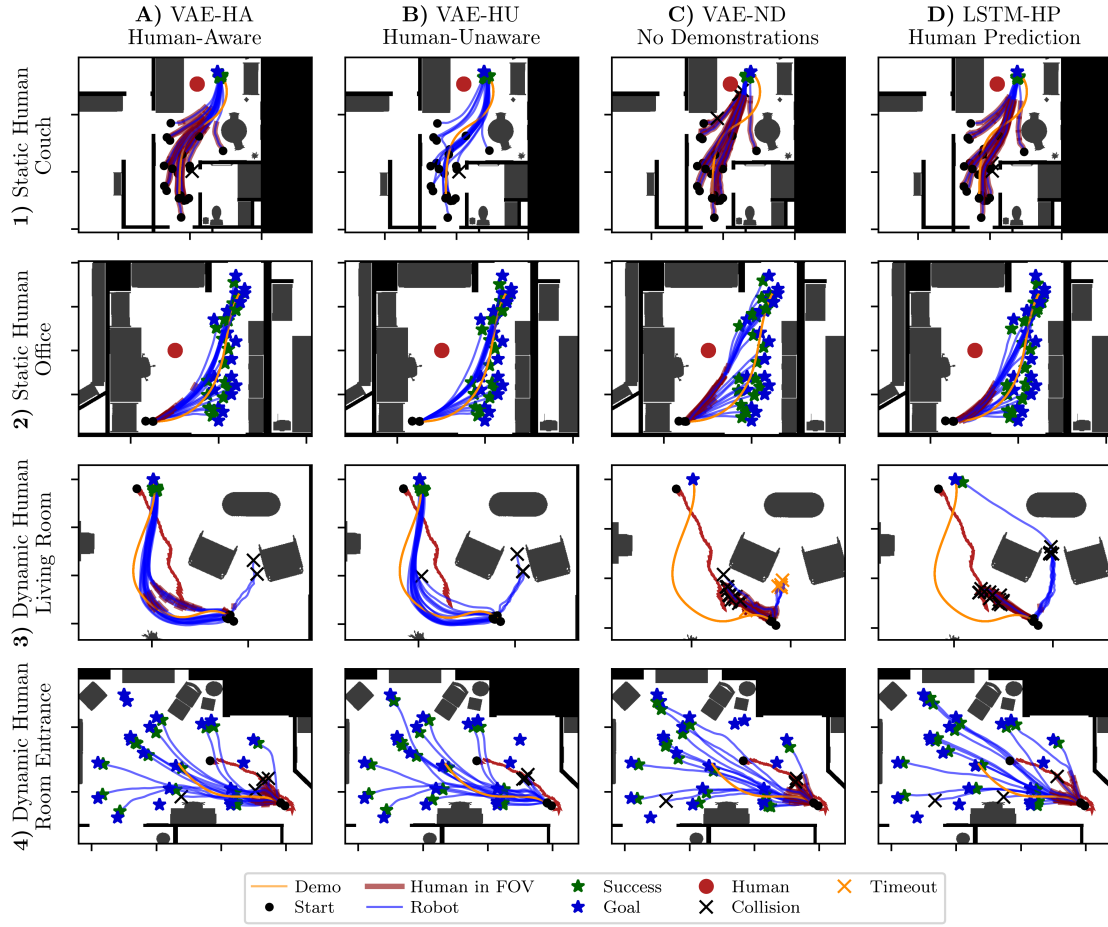 A) VAE-HA
Human-Aware
B) VAE-HU
Human-Unaware
C) VAE-ND
No Demonstrations
D) LSTM-HP
Human Prediction
1) Static Human
Couch
2) Static Human
Office
3) Dynamic Human
Living Room
4) Dynamic Human
Room Entrance
Demo
Human in FOV
Success
Human
Timeout
Start
Robot
Goal
Collision